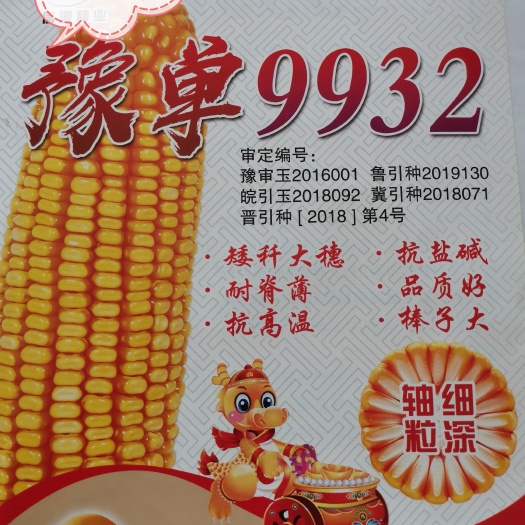 豫单9932
审定编号:
豫审玉2016001 鲁引种2019130
皖引玉2018092 冀引种2018071
晋引种 [ 2018 ] 第4号
· 矮秆大穗 · 抗盐碱
· 耐脊薄 · 品质好
· 抗高温 · 棒子大
轴细
粒深